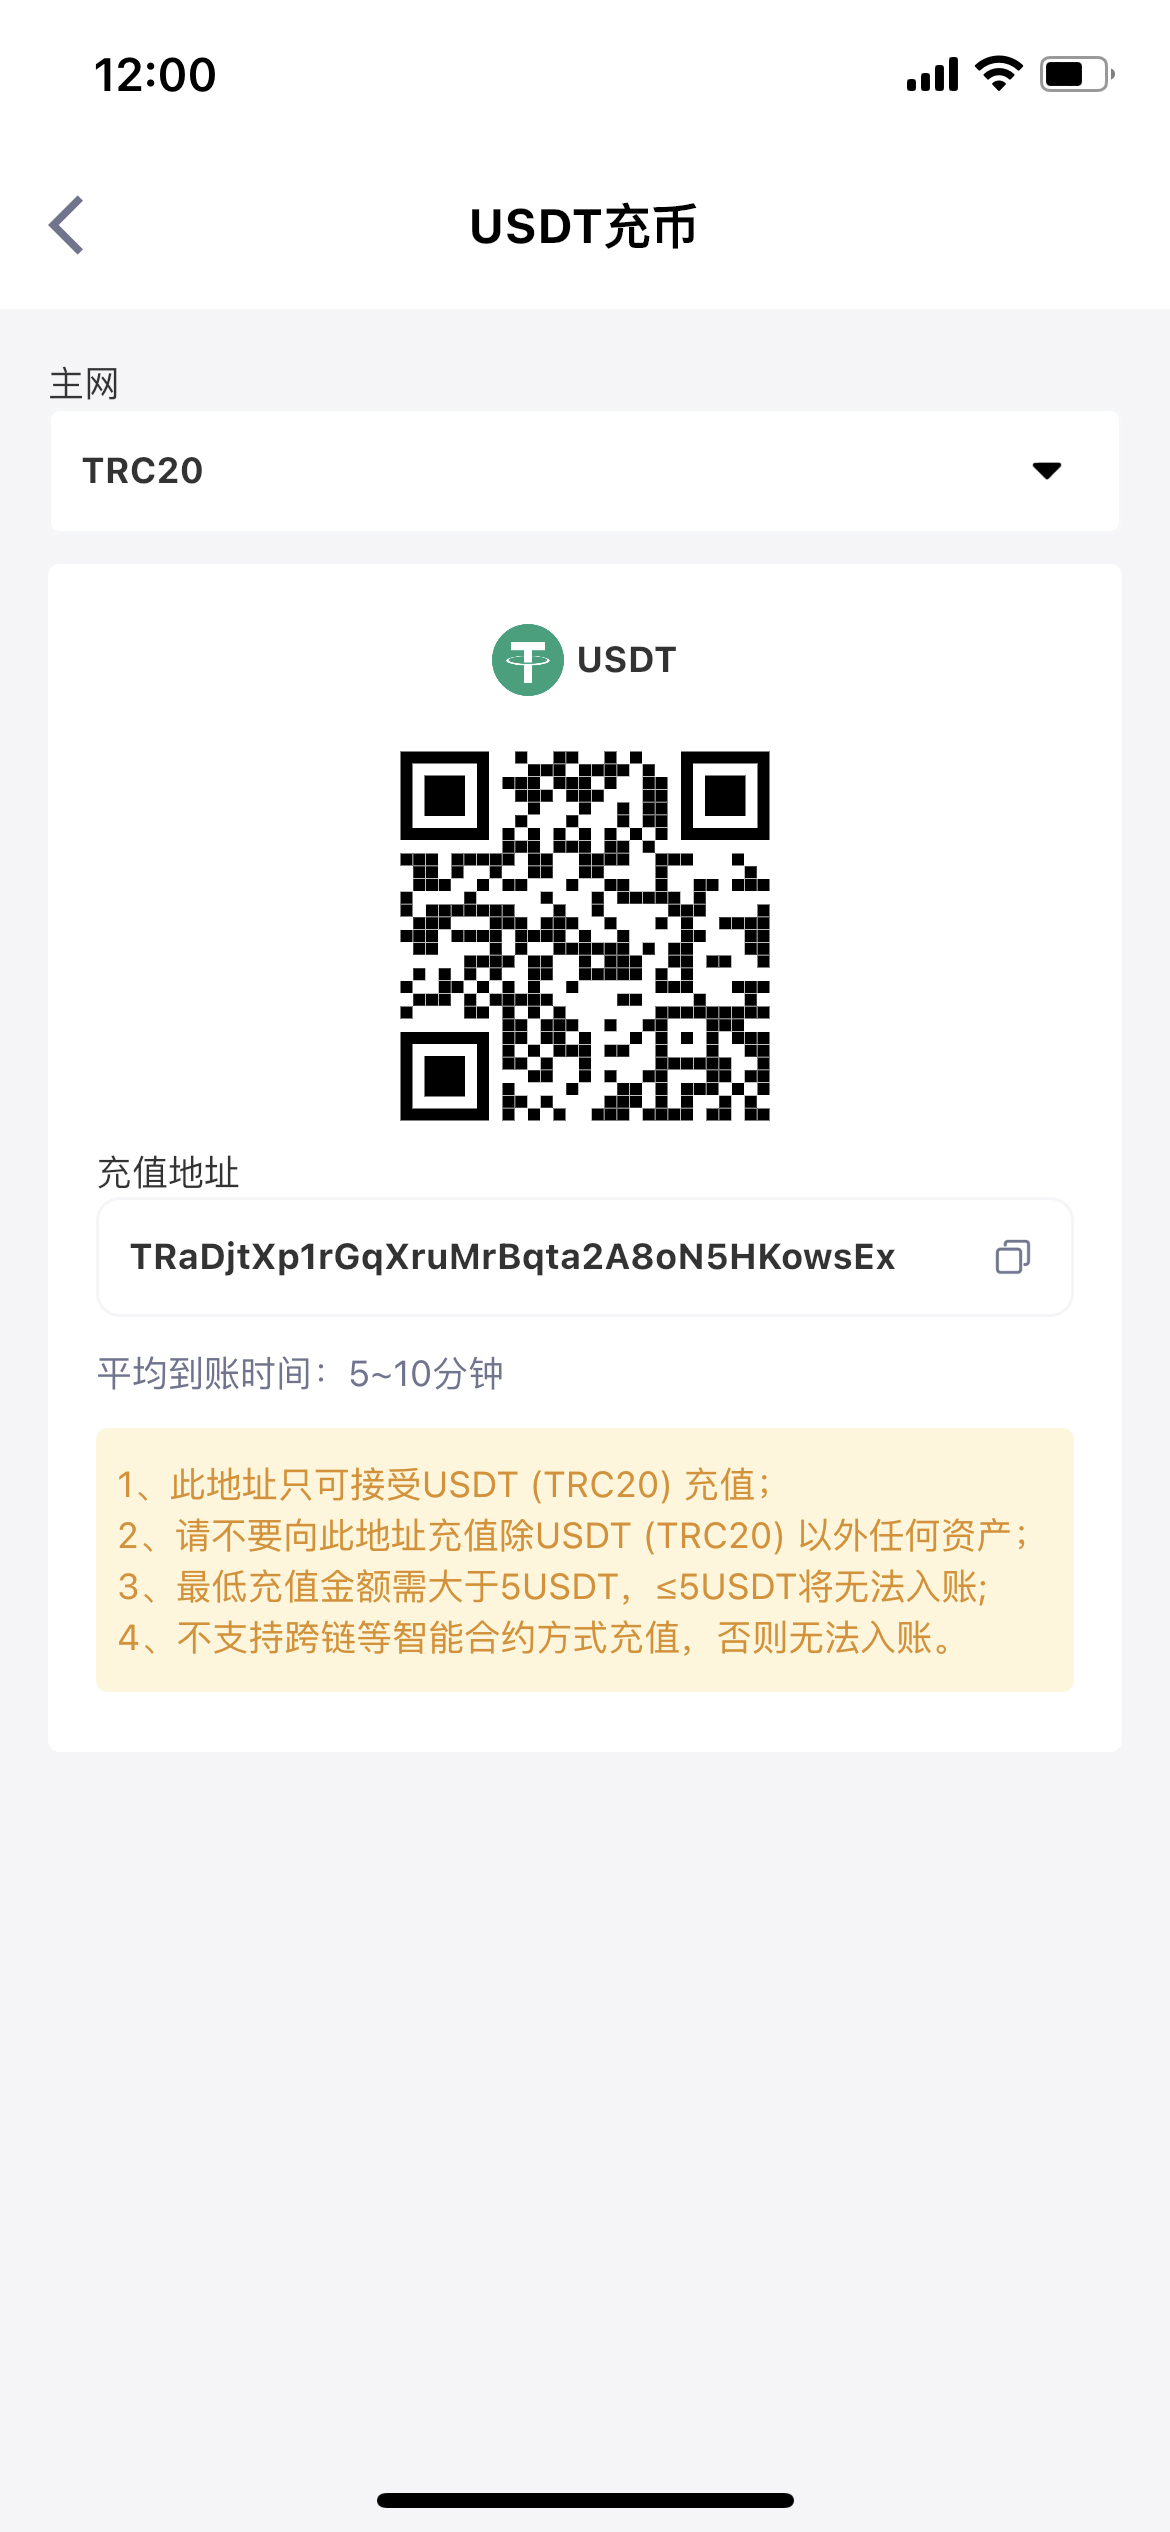 12:00
USDT充币
主网
TRC20
USDT
充值地址
TRaDjtXp1rGqXruMrBqta2A8oN5HKowsEx
平均到账时间：5~10分钟
1、此地址只可接受USDT (TRC20) 充值；
2、请不要向此地址充值除USDT (TRC20) 以外任何资产；
3、最低充值金额需大于5USDT，≤5USDT将无法入账;
4、不支持跨链等智能合约方式充值，否则无法入账。